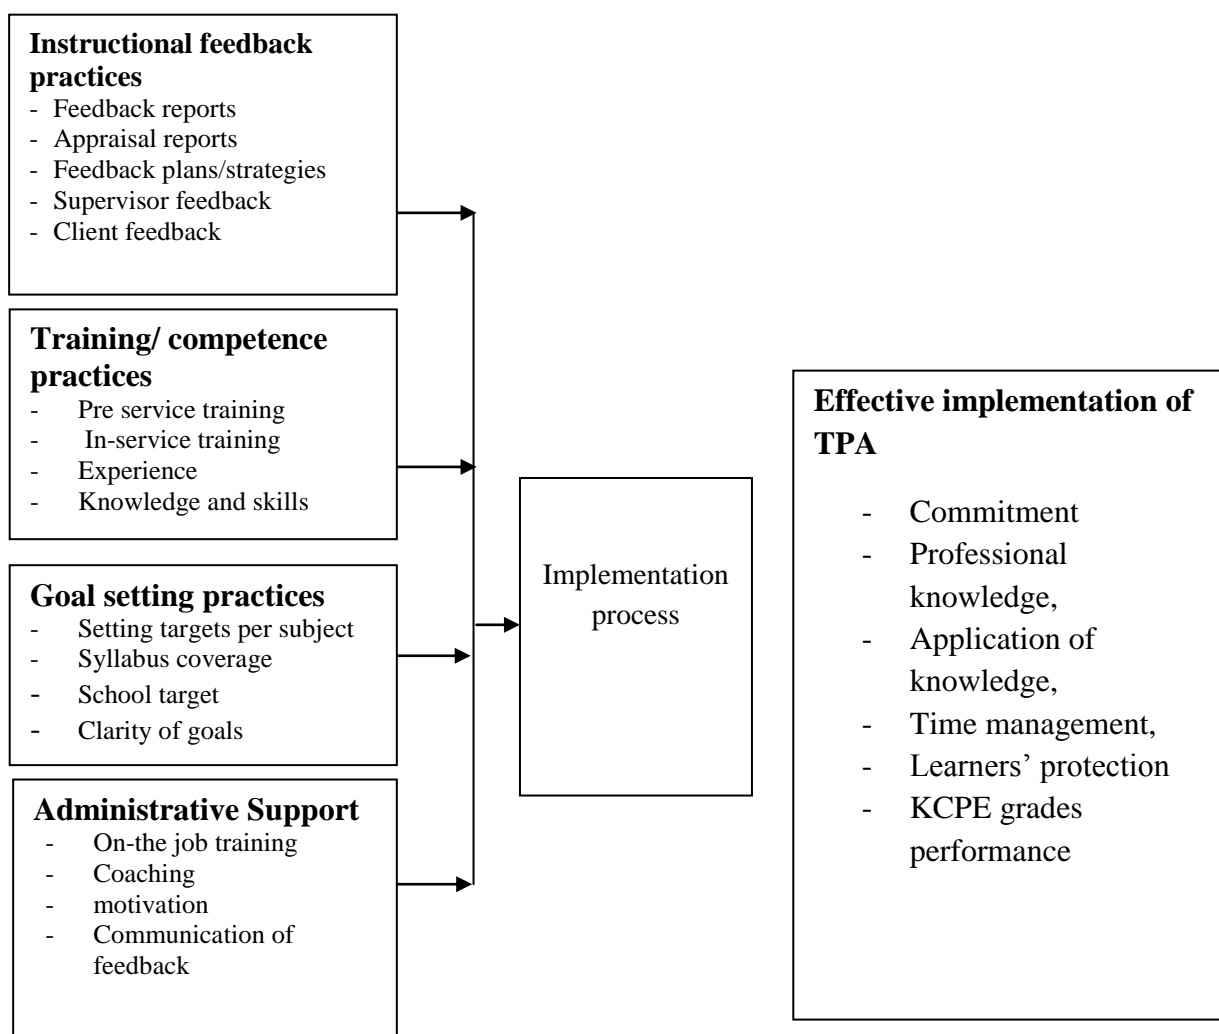 Instructional feedback
practices
- Feedback reports
- Appraisal reports
- Feedback plans/strategies
- Supervisor feedback
- Client feedback
Training/ competence
practices
- Pre service training
- In-service training
- Experience
- Knowledge and skills
Goal setting practices
- Setting targets per subject
- Syllabus coverage
- School target
- Clarity of goals
Administrative Support
- On-the job training
- Coaching
- motivation
- Communication of
feedback
Implementation
process
Effective implementation of
TPA
- Commitment
- Professional
knowledge,
- Application of
knowledge,
- Time management,
- Learners’ protection
- KCPE grades
performance